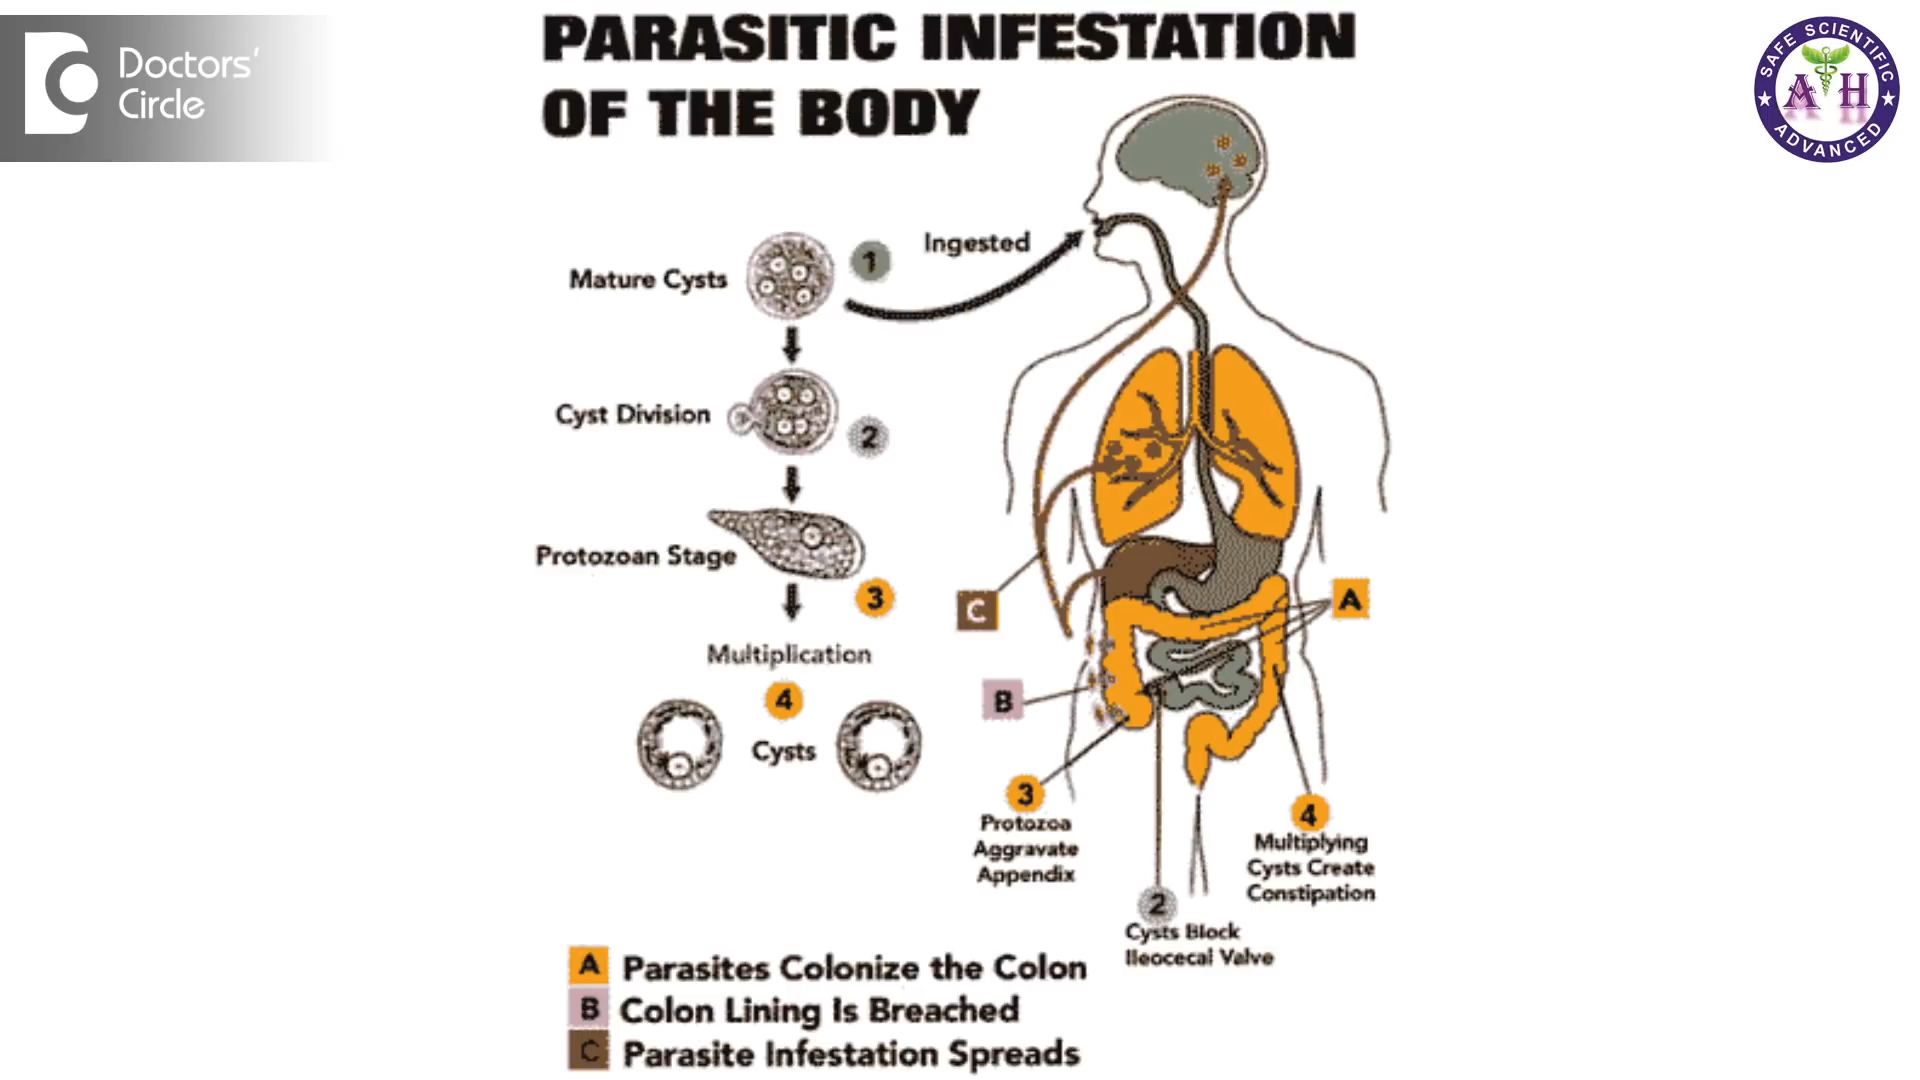 Doctors'
Circle
PARASITIC INFESTATION
OF THE BODY
SAFE SCIENTIFIC
A H
ADVANCED
Mature Cysts
1
Ingested
Cyst Division
2
Protozoan Stage
3
Multiplication
4
Cysts
C
A
B
3
Protozoa
Aggravate
Appendix
4
Multiplying
Cysts Create
Constipation
2
Cysts Block
Ileocecal Valve
A Parasites Colonize the Colon
B Colon Lining Is Breached
C Parasite Infestation Spreads